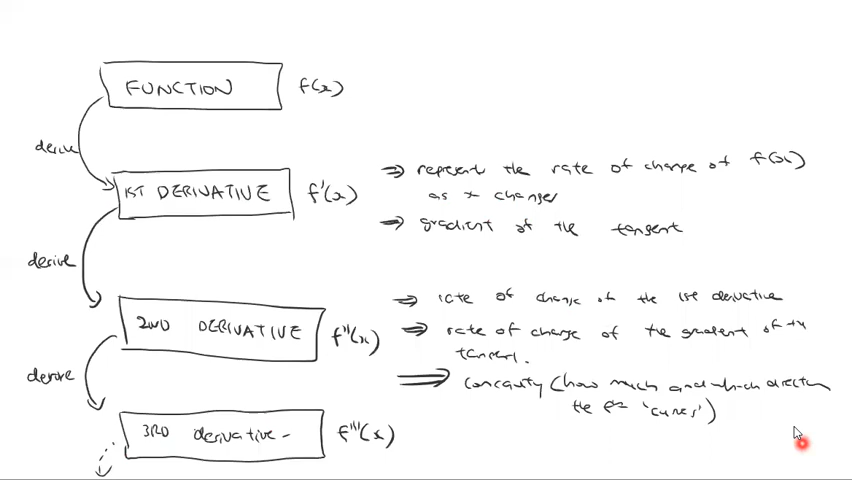 FUNCTION f(x)
derive
1ST DERIVATIVE f'(x)
⇒ represent the rate of change of f(x)
as x changes
⇒ gradient of the tangent
derive
2ND DERIVATIVE f''(x)
⇒ rate of change of the 1st derivative
⇒ rate of change of the gradient of the
tangent.
⇒ concavity (how much and which direction
the fn 'curves')
derive
3RD derivative f'''(x)